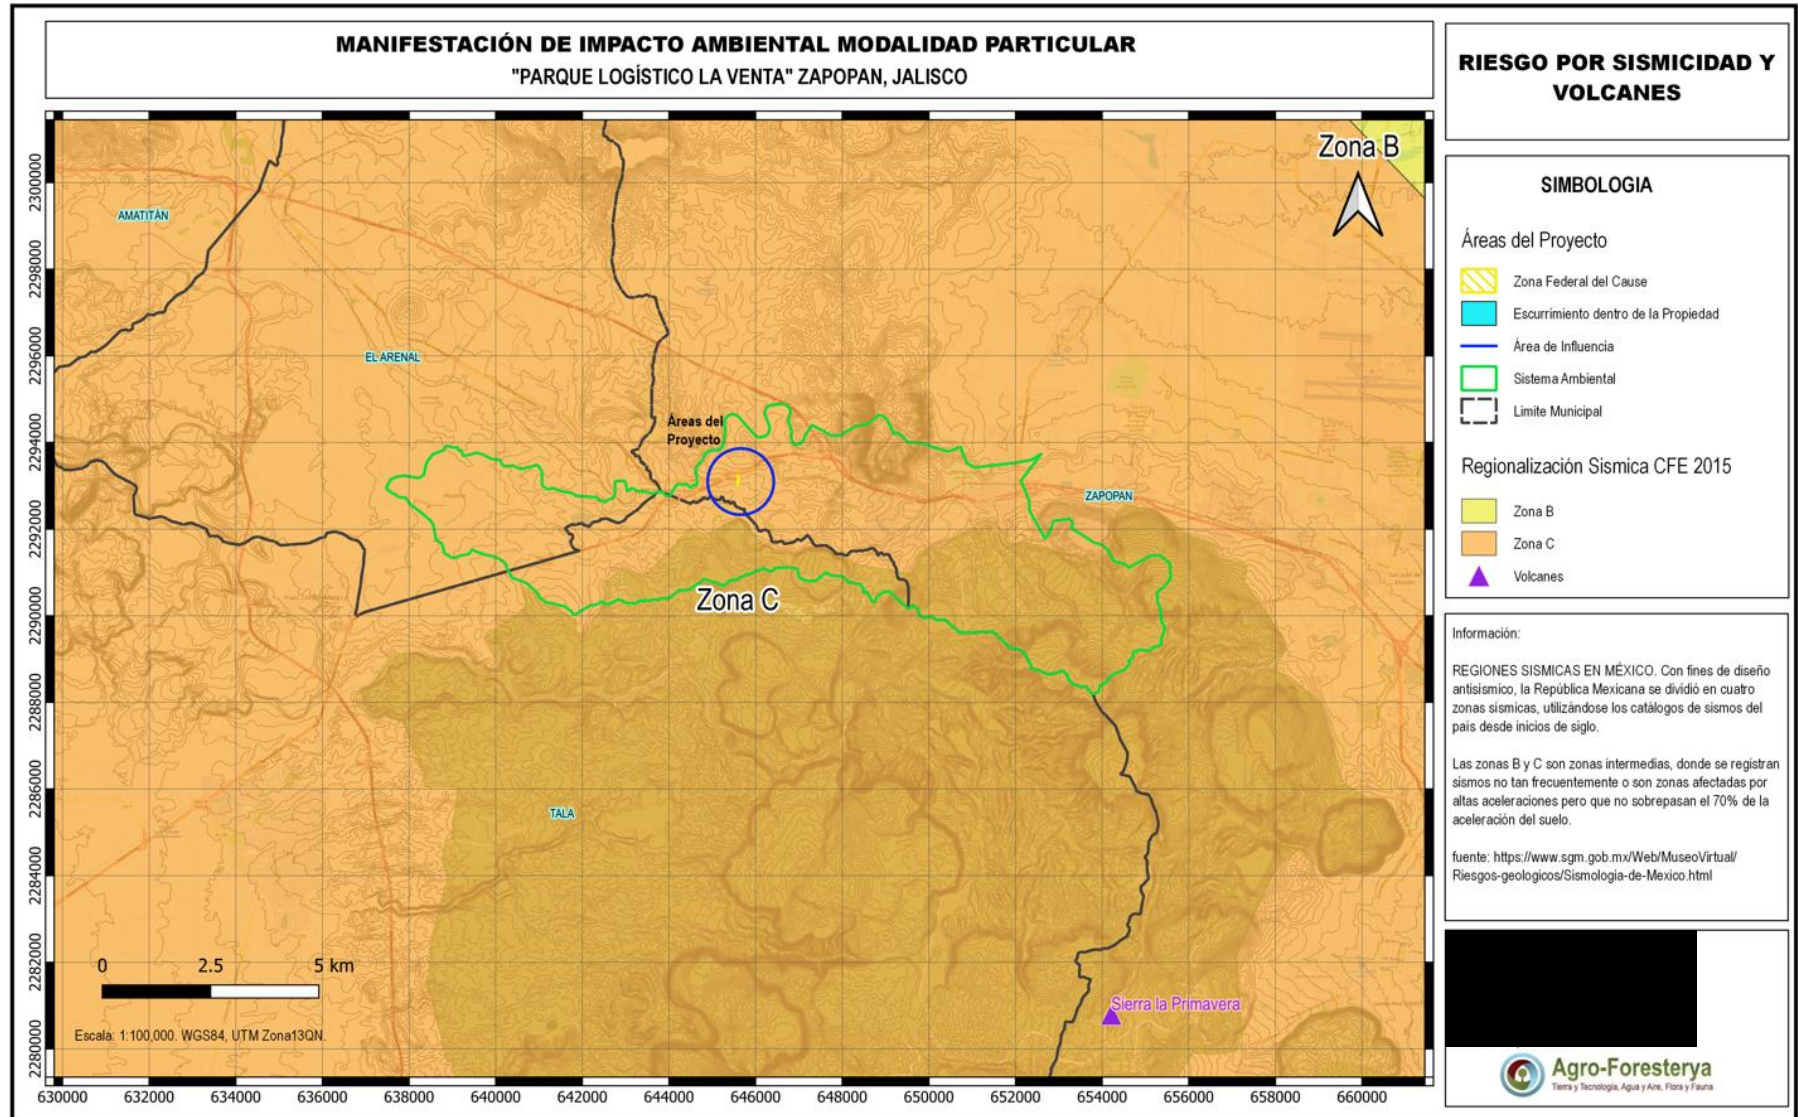 MANIFESTACIÓN DE IMPACTO AMBIENTAL MODALIDAD PARTICULAR
"PARQUE LOGÍSTICO LA VENTA" ZAPOPAN, JALISCO
RIESGO POR SISMICIDAD Y
VOLCANES
Zona B
AMATITÁN
EL ARENAL
Áreas del
Proyecto
ZAPOPAN
Zona C
TALA
Sierra la Primavera
0 2.5 5 km
Escala: 1:100,000. WGS84, UTM Zona13QN.
2300000
2298000
2296000
2294000
2292000
2290000
2288000
2286000
2284000
2282000
2280000
630000 632000 634000 636000 638000 640000 642000 644000 646000 648000 650000 652000 654000 656000 658000 660000
SIMBOLOGIA
Áreas del Proyecto
Zona Federal del Cause
Escurrimiento dentro de la Propiedad
Área de Influencia
Sistema Ambiental
Limite Municipal
Regionalización Sismica CFE 2015
Zona B
Zona C
Volcanes
Información:
REGIONES SISMICAS EN MÉXICO. Con fines de diseño
antisísmico, la República Mexicana se dividió en cuatro
zonas sísmicas, utilizándose los catálogos de sismos del
país desde inicios de siglo.
Las zonas B y C son zonas intermedias, donde se registran
sismos no tan frecuentemente o son zonas afectadas por
altas aceleraciones pero que no sobrepasan el 70% de la
aceleración del suelo.
fuente: https://www.sgm.gob.mx/Web/MuseoVirtual/
Riesgos-geologicos/Sismologia-de-Mexico.html
Agro-Foresterya
Tierra y Tecnología, Agua y Aire, Flora y Fauna